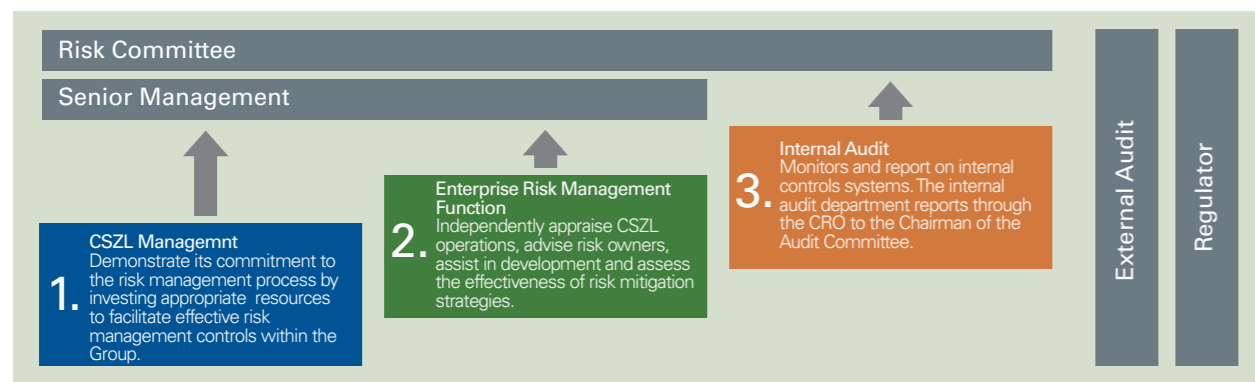 Risk Committee
Senior Management
1.
CSZL Managemnt
Demonstrate its commitment to
the risk management process by
investing appropriate resources
to facilitate effective risk
management controls within the
Group.
2.
Enterprise Risk Management
Function
Independently appraise CSZL
operations, advise risk owners,
assist in development and assess
the effectiveness of risk mitigation
strategies.
3.
Internal Audit
Monitors and report on internal
controls systems. The internal
audit department reports through
the CRO to the Chairman of the
Audit Committee.
External Audit
Regulator